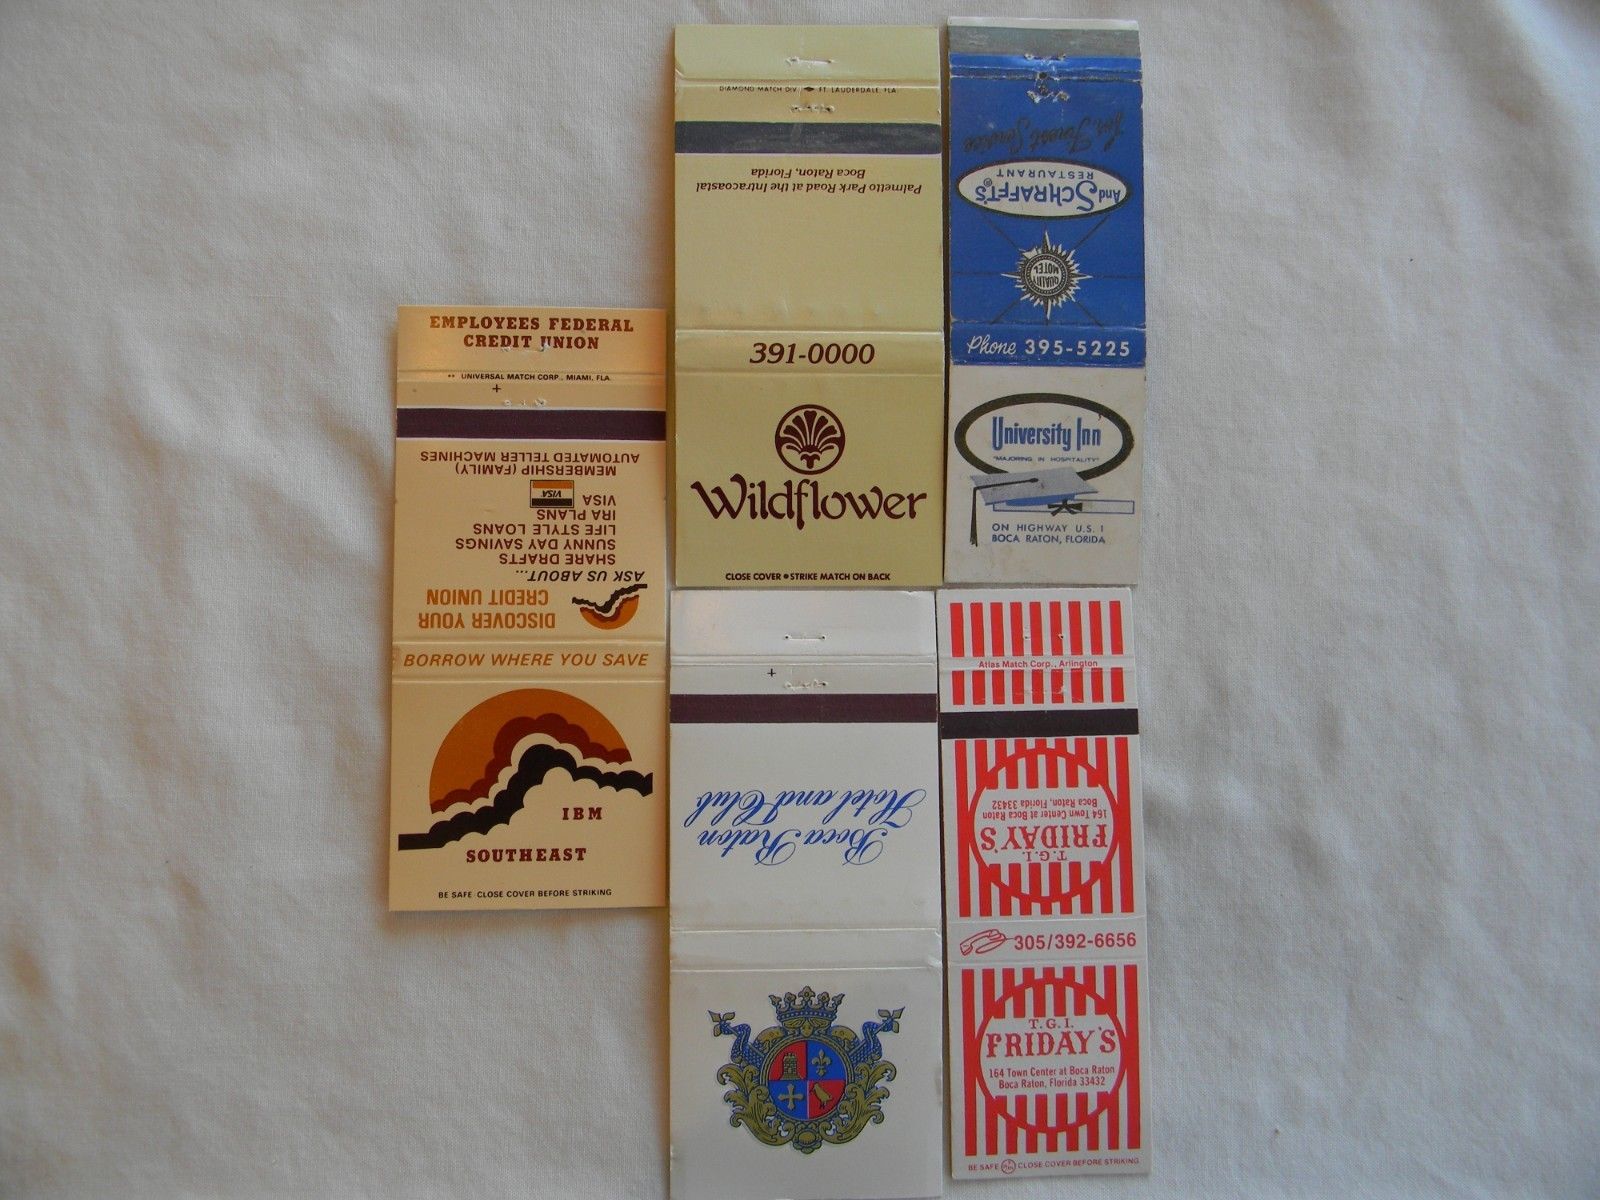 EMPLOYEES FEDERAL
CREDIT UNION
UNIVERSAL MATCH CORP., MIAMI, FLA.
AUTOMATED TELLER MACHINES
MEMBERSHIP (FAMILY)
VISA
VISA
IRA PLANS
LIFE STYLE LOANS
SUNNY DAY SAVINGS
SHARE DRAFTS
ASK US ABOUT...
CREDIT UNION
DISCOVER YOUR
BORROW WHERE YOU SAVE
IBM
SOUTHEAST
BE SAFE CLOSE COVER BEFORE STRIKING
DIAMOND MATCH DIV. FT. LAUDERDALE, FLA
Palmetto Park Road at the Intracoastal
Boca Raton, Florida
391-0000
Wildflower
CLOSE COVER • STRIKE MATCH ON BACK
for Finest Service
And SCHRAFFT'S®
RESTAURANT
QUALITY
MOTEL
Phone 395-5225
University Inn
"MAJORING IN HOSPITALITY"
ON HIGHWAY U.S. 1
BOCA RATON, FLORIDA
Boca Raton
Hotel and Club
Atlas Match Corp., Arlington
T.G.I.
FRIDAY'S
164 Town Center at Boca Raton
Boca Raton, Florida 33432
305/392-6656
T.G.I.
FRIDAY'S
164 Town Center at Boca Raton
Boca Raton, Florida 33432
BE SAFE CLOSE COVER BEFORE STRIKING